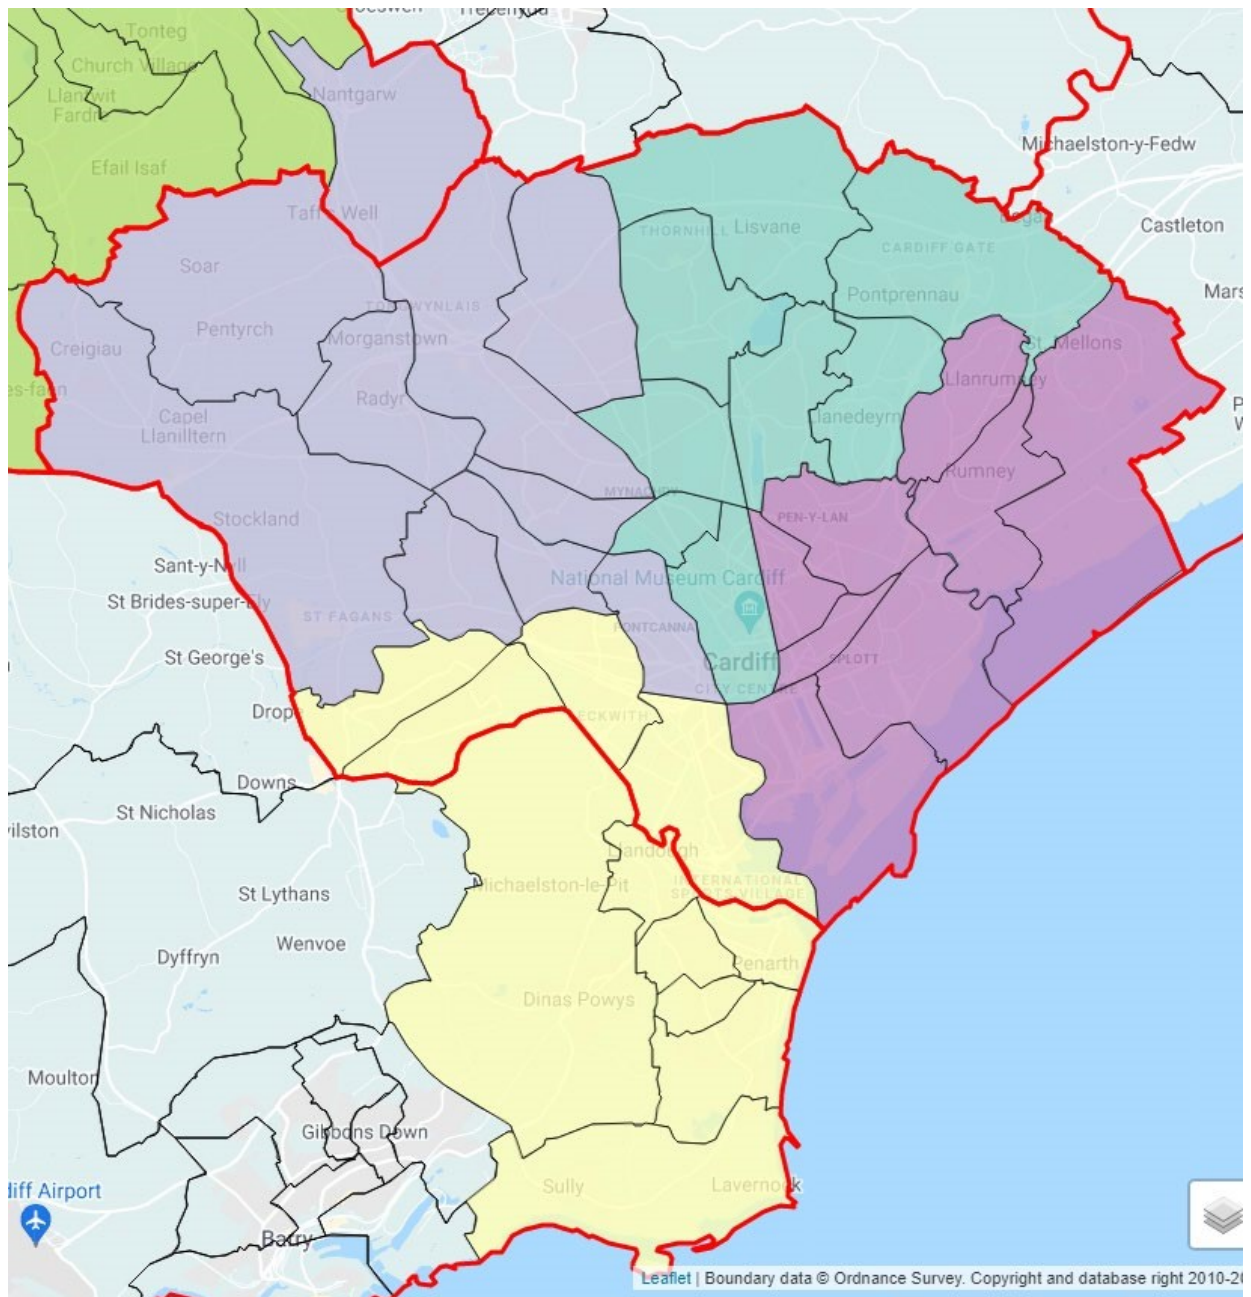 Tonteg
Church Village
Llantwit
Fardre
Nantgarw
Efail Isaf
Michaelston-y-Fedw
Taff's Well
Castleton
THORNHILL
Lisvane
CARDIFF GATE
Soar
Pontprennau
TONGWYNLAIS
Pentyrch
Morganstown
Creigiau
St Mellons
Llanrumney
Radyr
Capel
Llanilltern
Llanedeyrn
Rumney
MYNACHDY
Stockland
PEN-Y-LAN
Sant-y-Nyll
National Museum Cardiff
St Brides-super-Ely
ST FAGANS
PONTCANNA
St George's
Cardiff
CITY CENTRE
SPLOTT
Drope
LECKWITH
Downs
St Nicholas
Llandough
Michaelston-le-Pit
INTERNATIONAL
SPORTS VILLAGE
St Lythans
Wenvoe
Dyffryn
Penarth
Dinas Powys
Moulton
Gibbons Down
diff Airport
Sully
Lavernock
Barry
Leaflet | Boundary data © Ordnance Survey. Copyright and database right 2010-20